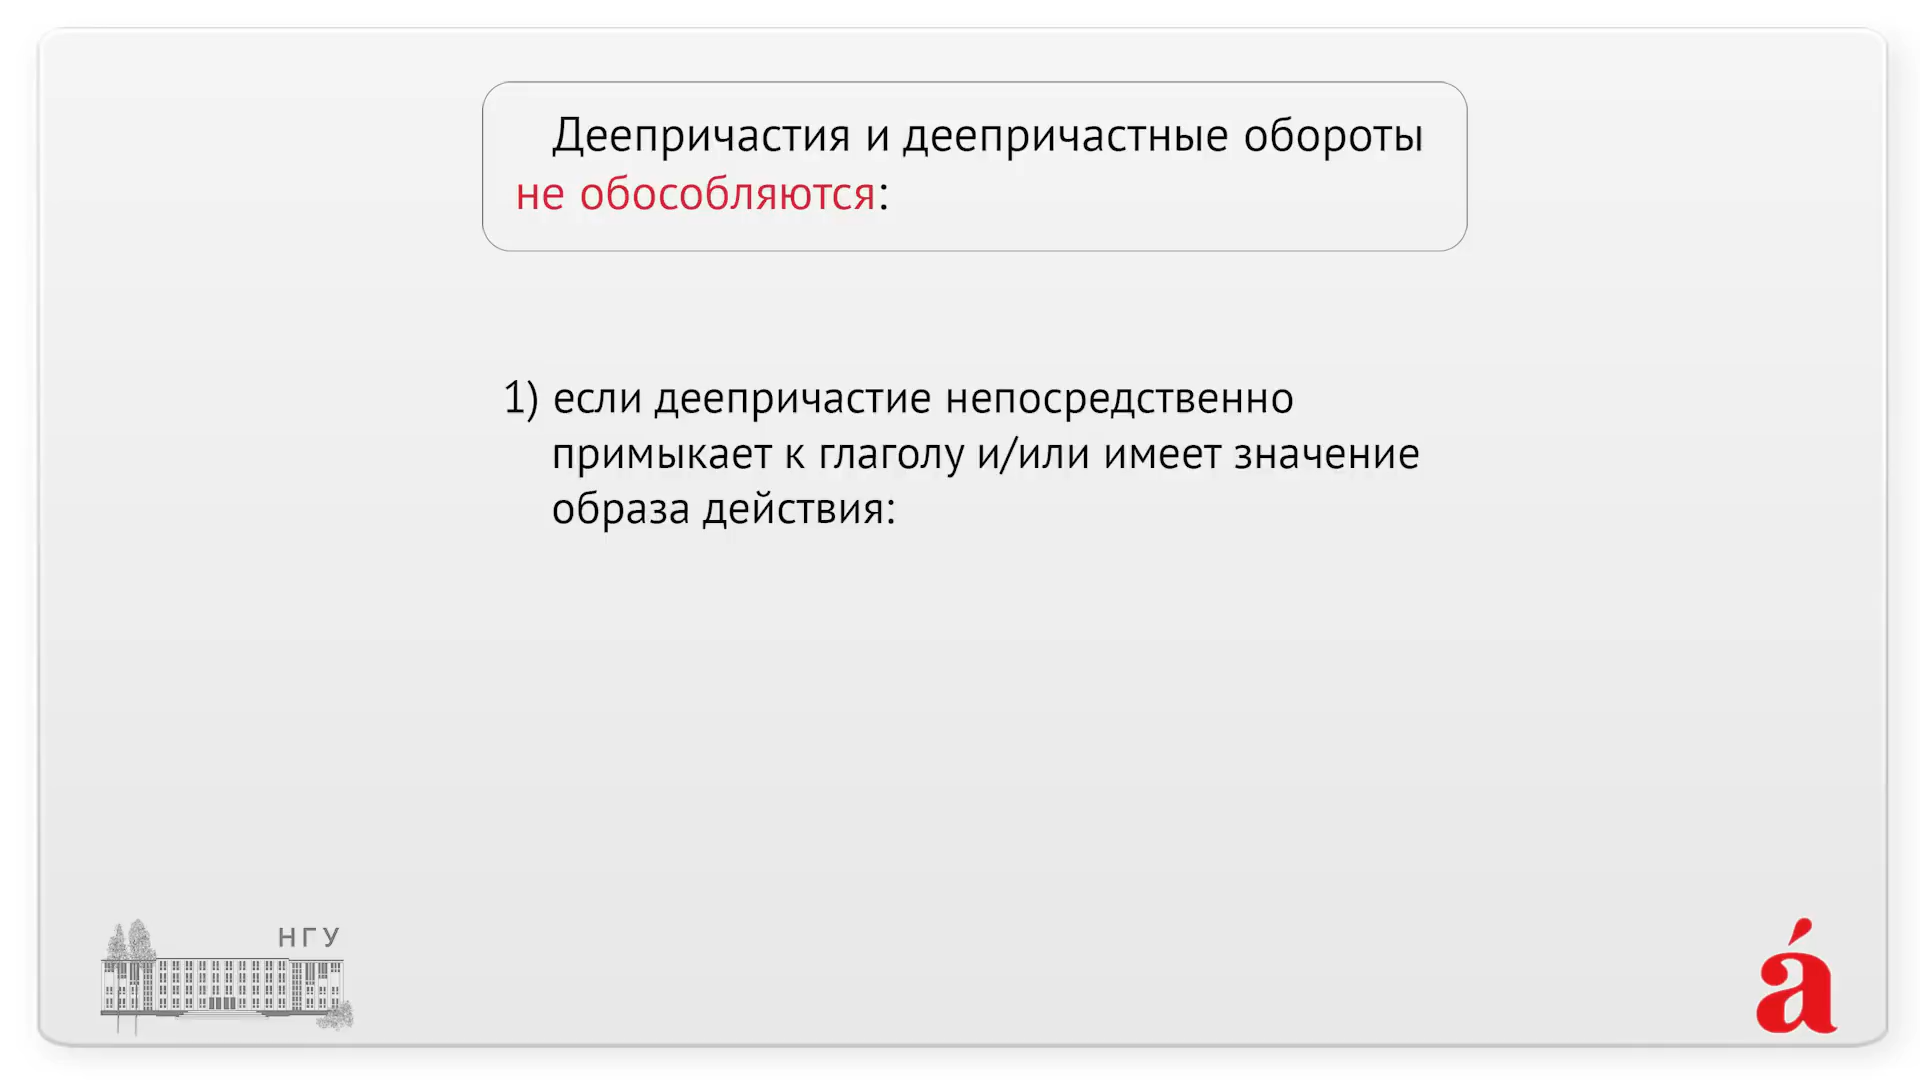 Деепричастия и деепричастные обороты
не обособляются:
1) если деепричастие непосредственно
примыкает к глаголу и/или имеет значение
образа действия:
НГУ
á